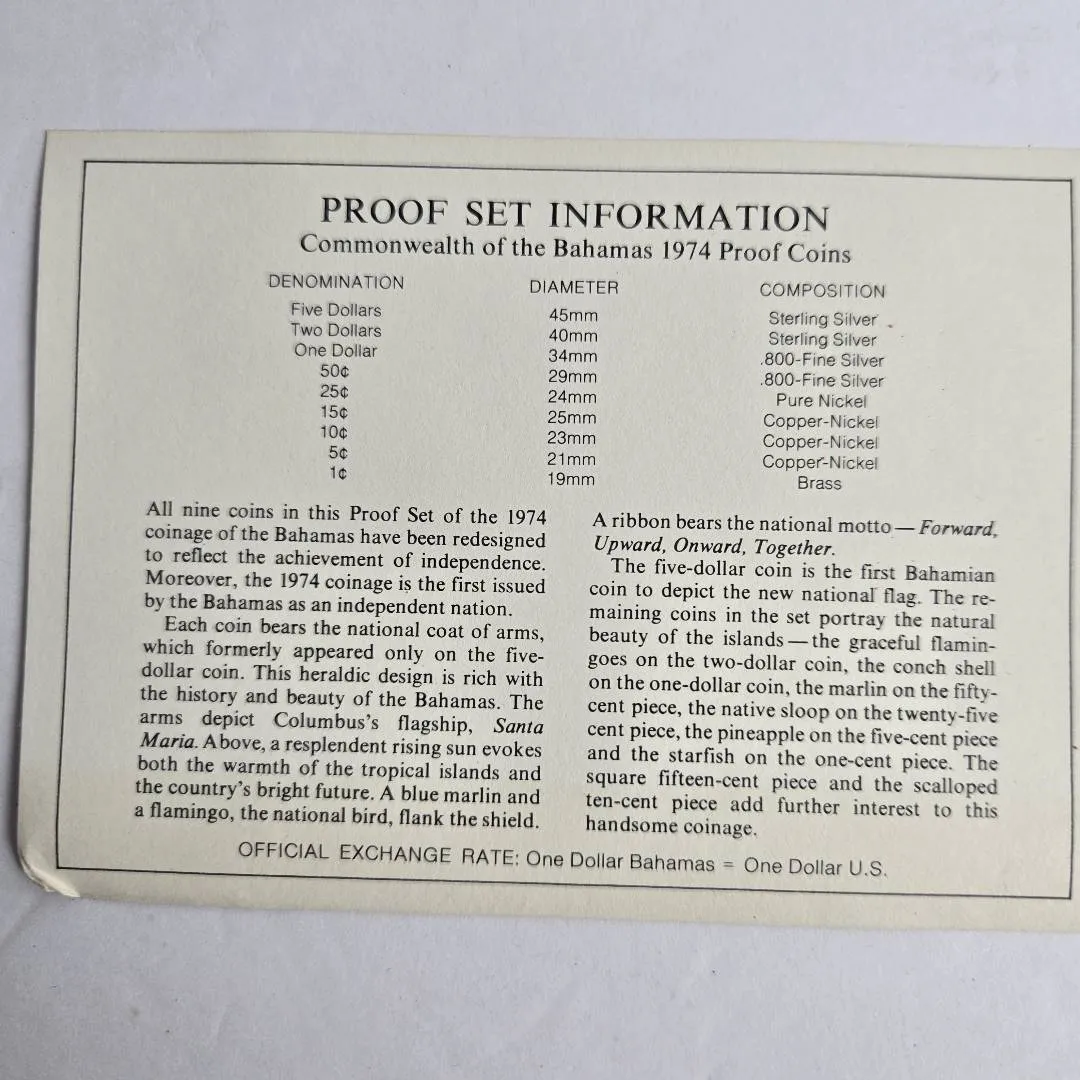 PROOF SET INFORMATION
Commonwealth of the Bahamas 1974 Proof Coins
DENOMINATION DIAMETER COMPOSITION
Five Dollars 45mm Sterling Silver
Two Dollars 40mm Sterling Silver
One Dollar 34mm .800-Fine Silver
50¢ 29mm .800-Fine Silver
25¢ 24mm Pure Nickel
15¢ 25mm Copper-Nickel
10¢ 23mm Copper-Nickel
5¢ 21mm Copper-Nickel
1¢ 19mm Brass
All nine coins in this Proof Set of the 1974
coinage of the Bahamas have been redesigned
to reflect the achievement of independence.
Moreover, the 1974 coinage is the first issued
by the Bahamas as an independent nation.
Each coin bears the national coat of arms,
which formerly appeared only on the five-
dollar coin. This heraldic design is rich with
the history and beauty of the Bahamas. The
arms depict Columbus's flagship, Santa
Maria. Above, a resplendent rising sun evokes
both the warmth of the tropical islands and
the country's bright future. A blue marlin and
a flamingo, the national bird, flank the shield.
A ribbon bears the national motto — Forward,
Upward, Onward, Together.
The five-dollar coin is the first Bahamian
coin to depict the new national flag. The re-
maining coins in the set portray the natural
beauty of the islands — the graceful flamin-
goes on the two-dollar coin, the conch shell
on the one-dollar coin, the marlin on the fifty-
cent piece, the native sloop on the twenty-five
cent piece, the pineapple on the five-cent piece
and the starfish on the one-cent piece. The
square fifteen-cent piece and the scalloped
ten-cent piece add further interest to this
handsome coinage.
OFFICIAL EXCHANGE RATE: One Dollar Bahamas = One Dollar U.S.